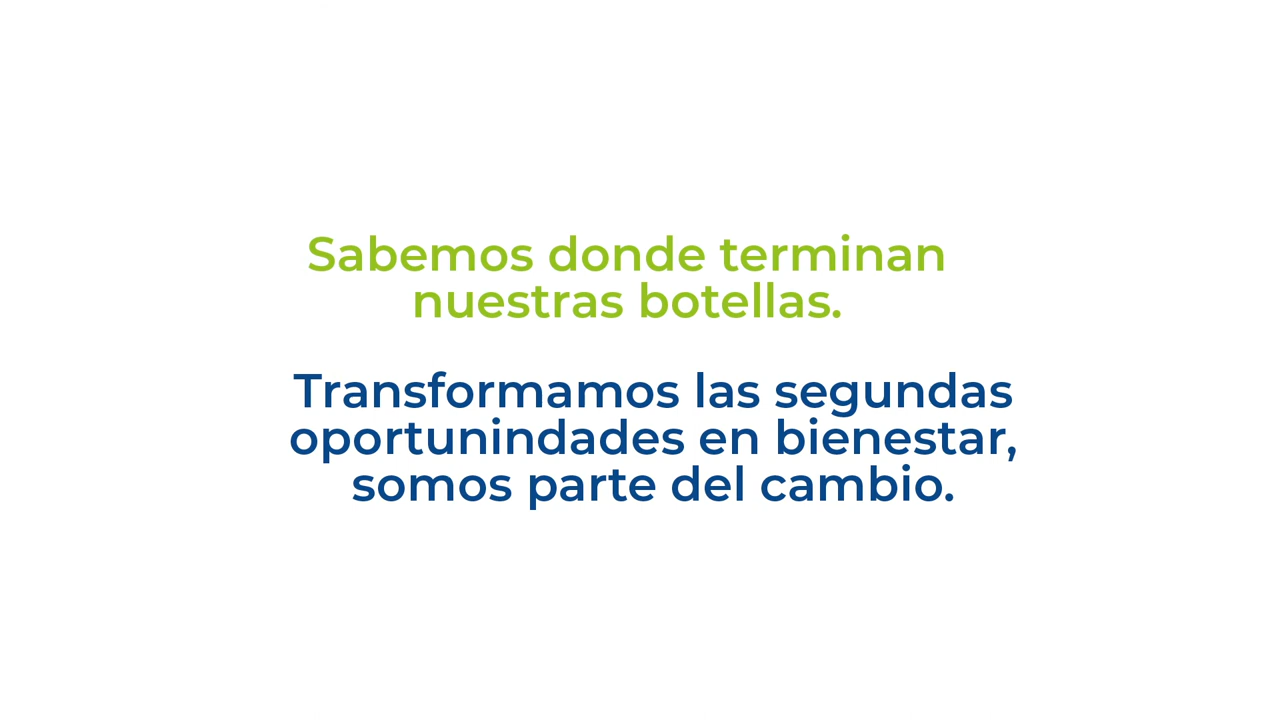 Sabemos donde terminan
nuestras botellas.
Transformamos las segundas
oportunindades en bienestar,
somos parte del cambio.